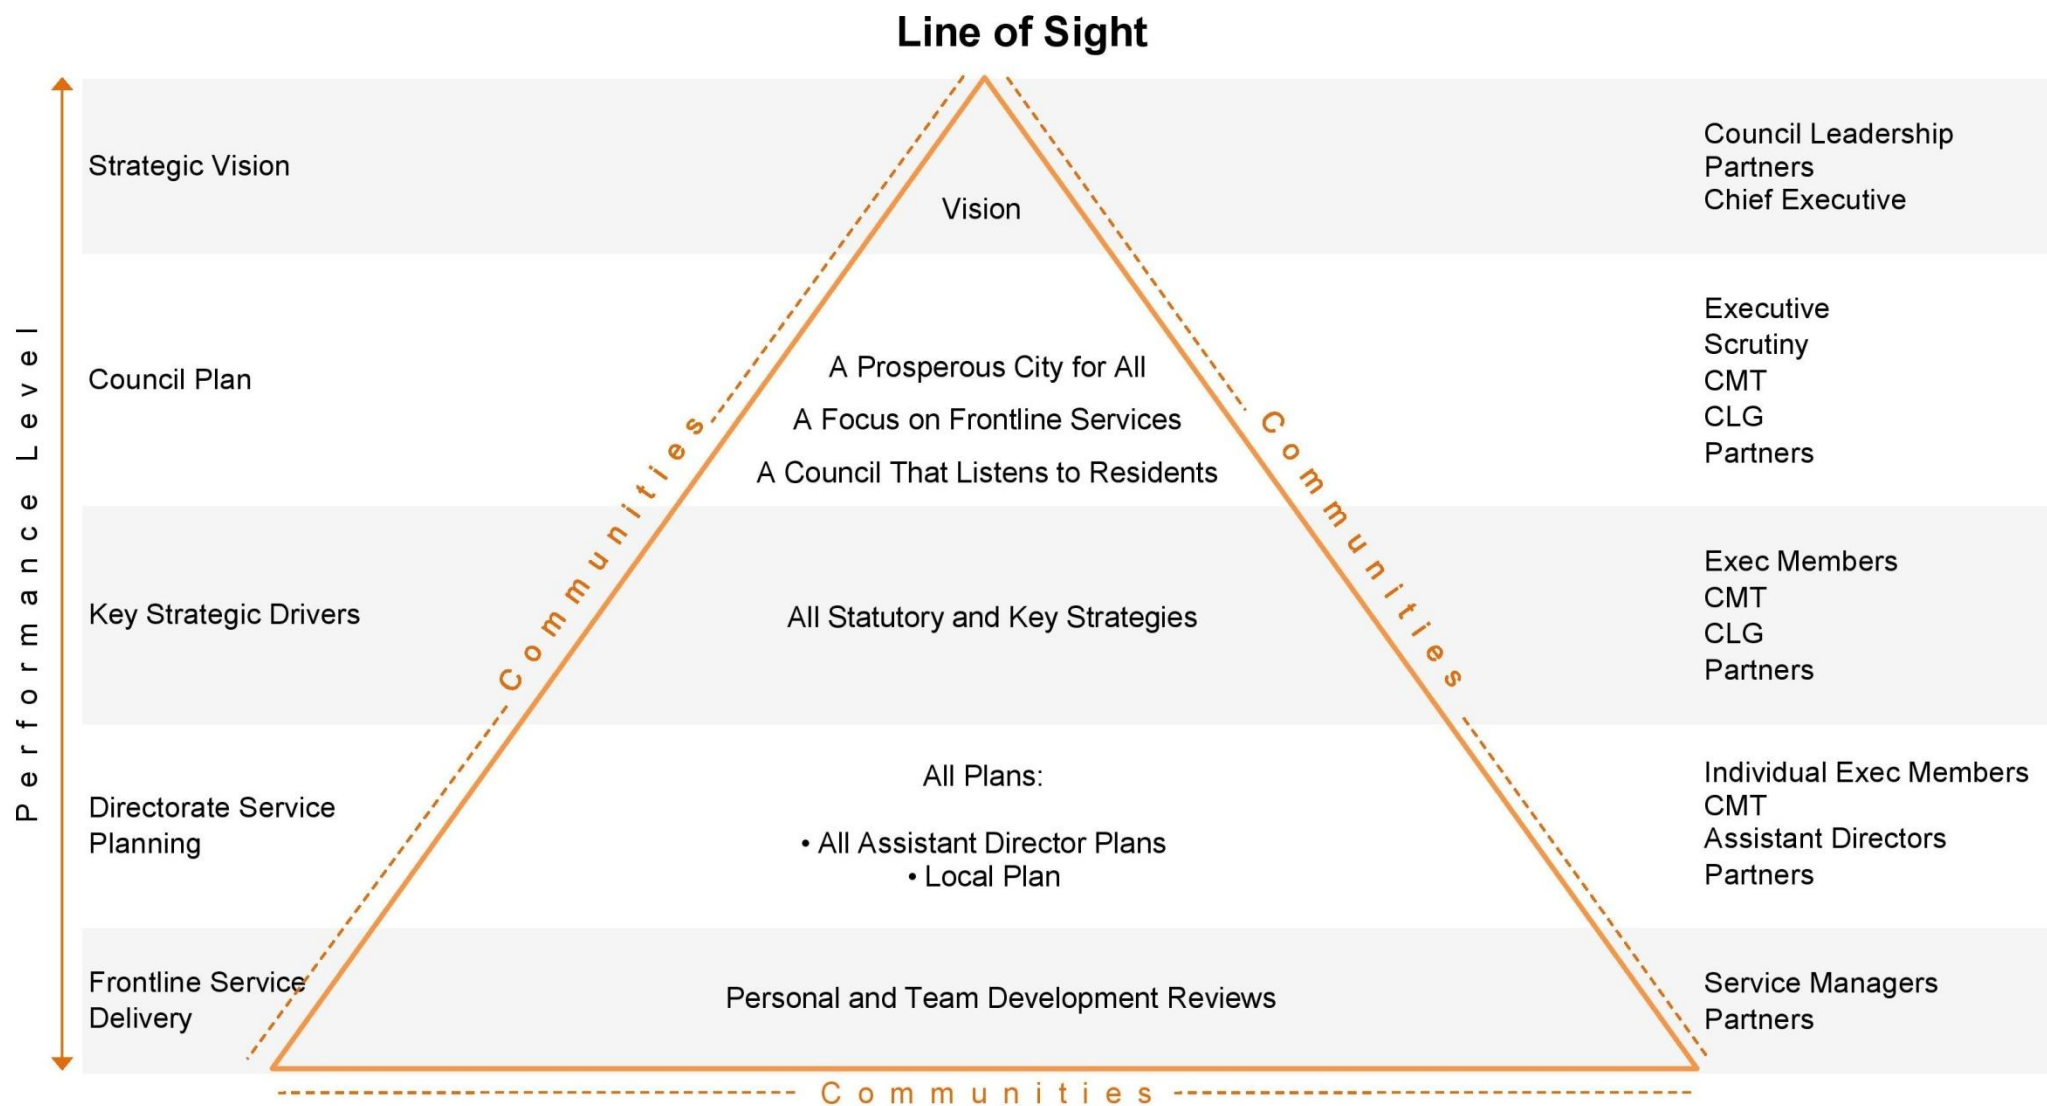 Line of Sight
Performance Level
Strategic Vision
Vision
Council Leadership
Partners
Chief Executive
Council Plan
A Prosperous City for All
A Focus on Frontline Services
A Council That Listens to Residents
Executive
Scrutiny
CMT
CLG
Partners
Communities
Communities
Key Strategic Drivers
All Statutory and Key Strategies
Exec Members
CMT
CLG
Partners
Directorate Service
Planning
All Plans:
• All Assistant Director Plans
• Local Plan
Individual Exec Members
CMT
Assistant Directors
Partners
Frontline Service
Delivery
Personal and Team Development Reviews
Service Managers
Partners
Communities